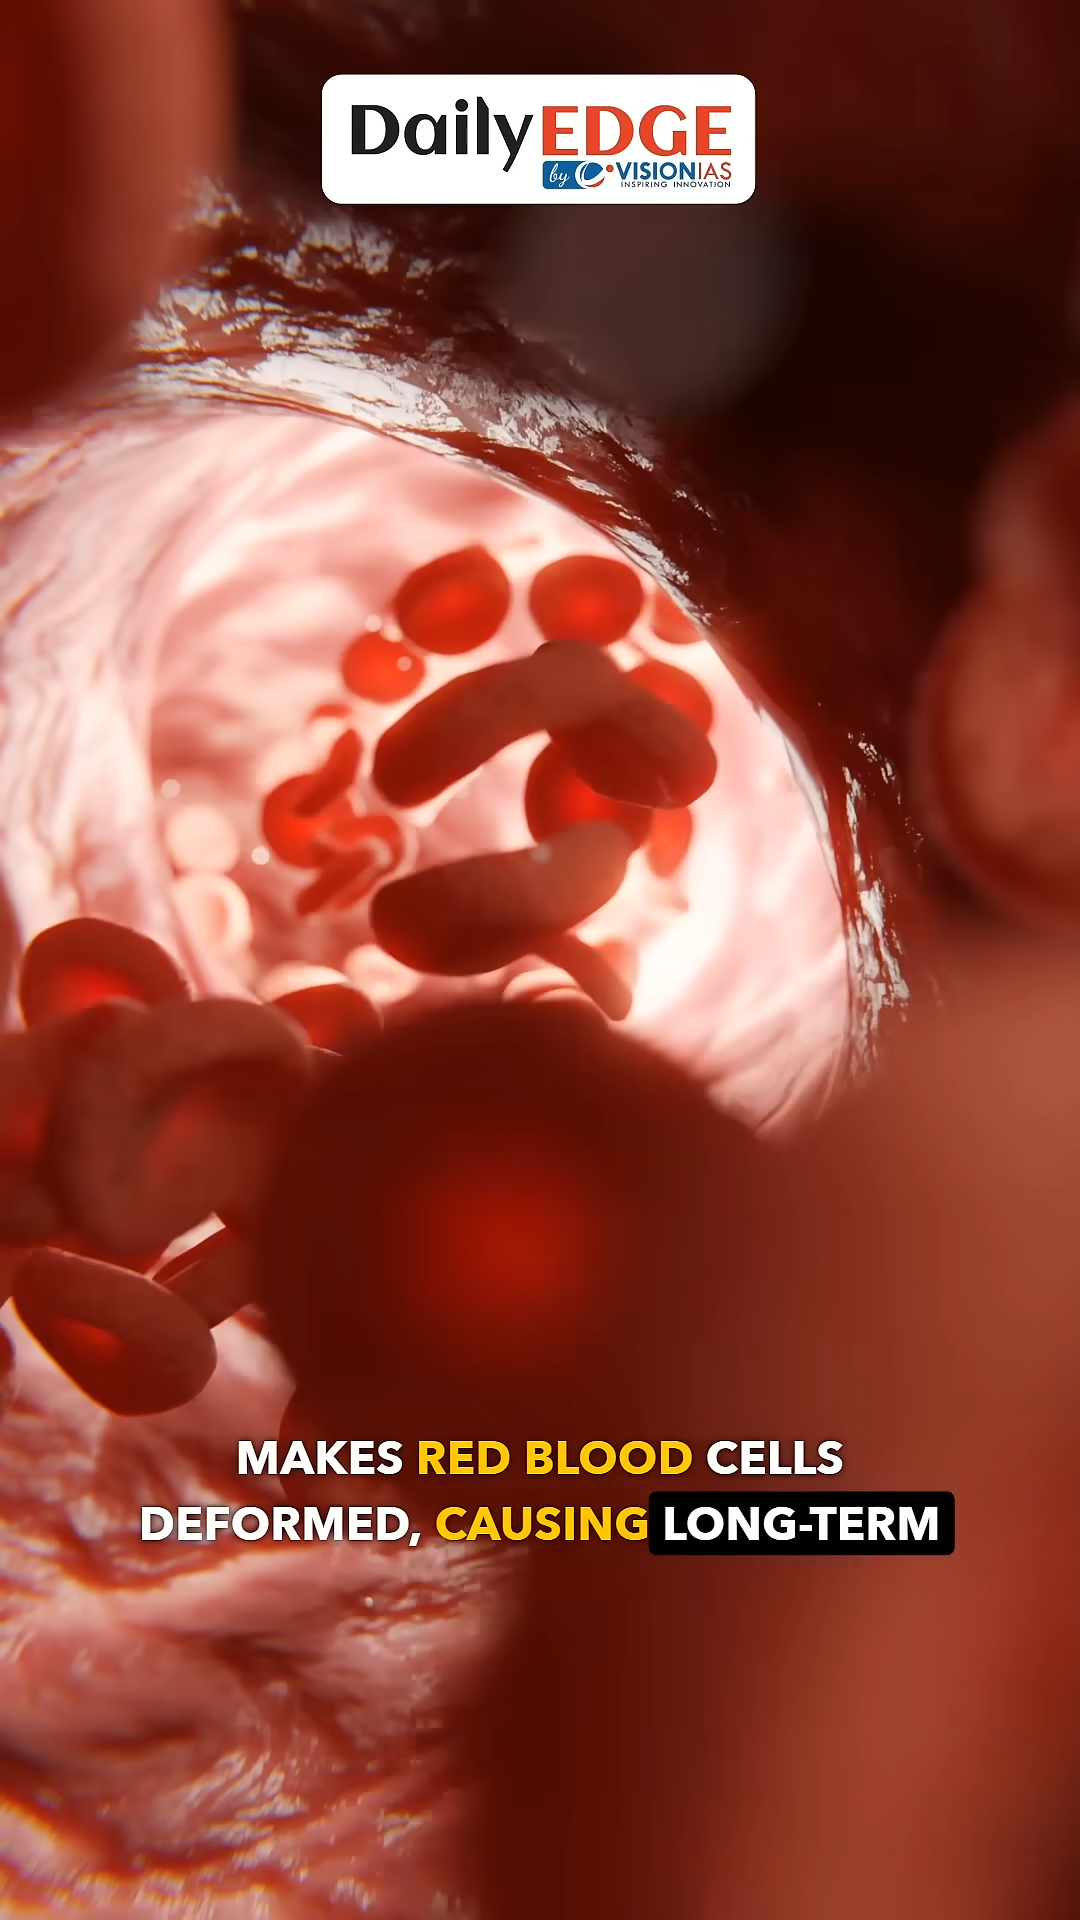 DailyEDGE
by VISIONIAS
INSPIRING INNOVATION
MAKES RED BLOOD CELLS
DEFORMED, CAUSING LONG-TERM